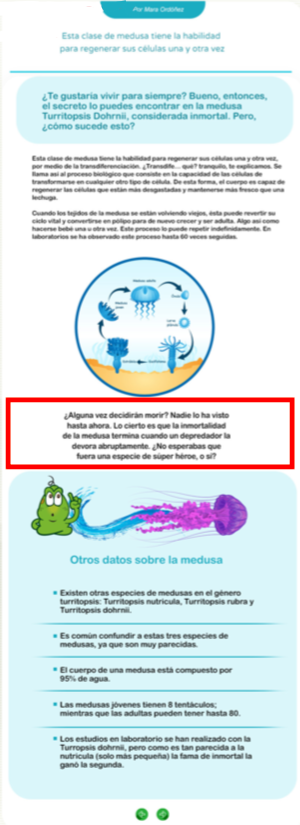 Por Mara Ordóñez
Esta clase de medusa tiene la habilidad
para regenerar sus células una y otra vez
¿Te gustaria vivir para siempre? Bueno, entonces,
el secreto lo puedes encontrar en la medusa
Turritopsis Dohrnii, considerada inmortal. Pero,
¿cómo sucede esto?
Esta clase de medusa tiene la habilidad para regenerar sus células una y otra vez,
por medio de la transdiferenciación. ¿Transdife... qué? tranquilo, te explicamos. Se
llama así al proceso biológico que consiste en la capacidad de las células de
transformarse en cualquier otro tipo de célula. De esta forma, el cuerpo es capaz de
regenerar las células que están más desgastadas y mantenerse más fresco que una
lechuga.
Cuando los tejidos de la medusa se están volviendo viejos, ésta puede revertir su
ciclo vital y convertirse en pólipo para de nuevo crecer y ser adulta. Algo así como
hacerse bebé una u otra vez. Este proceso lo puede repetir indefinidamente. En
laboratorios se ha observado este proceso hasta 60 veces seguidas.
Medusa adulta
¿Alguna vez decidirán morir? Nadie lo ha visto
hasta ahora. Lo cierto es que la inmortalidad
de la medusa termina cuando un depredador la
devora abruptamente. ¿No esperabas que
fuera una especie de súper héroe, o sí?
Otros datos sobre la medusa
Existen otras especies de medusas en el género
turritopsis: Turritopsis nutricula, Turritopsis rubra y
Turritopsis dohrnii.
Es común confundir a estas tres especies de
medusas, ya que son muy parecidas.
El cuerpo de una medusa está compuesto por
95% de agua.
Las medusas jóvenes tienen 8 tentáculos;
mientras que las adultas pueden tener hasta 80.
Los estudios en laboratorio se han realizado con la
Turropsis dohrnii, pero como es tan parecida a la
nutricula (solo más pequeña) la fama de inmortal la
ganó la segunda.